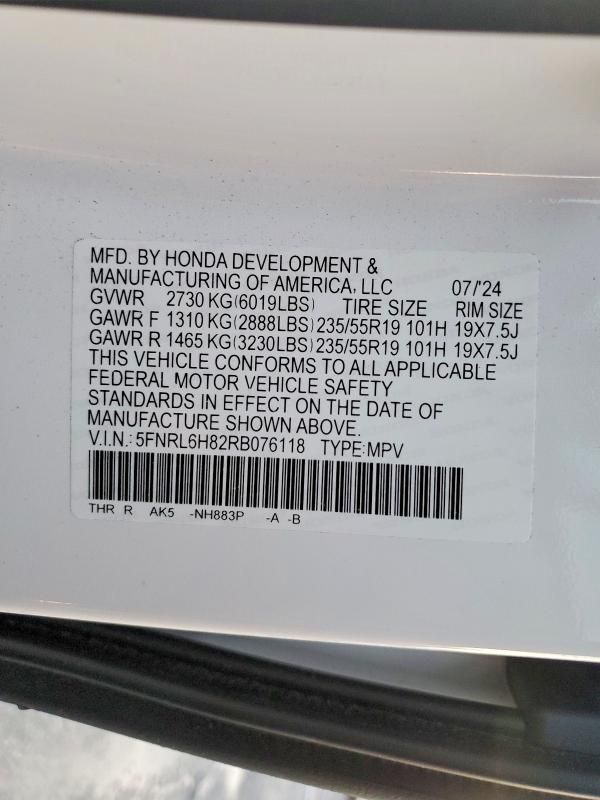 MFD. BY HONDA DEVELOPMENT &
MANUFACTURING OF AMERICA, LLC 07/'24
GVWR 2730 KG(6019LBS) TIRE SIZE RIM SIZE
GAWR F 1310 KG(2888LBS) 235/55R19 101H 19X7.5J
GAWR R 1465 KG(3230LBS) 235/55R19 101H 19X7.5J
THIS VEHICLE CONFORMS TO ALL APPLICABLE
FEDERAL MOTOR VEHICLE SAFETY
STANDARDS IN EFFECT ON THE DATE OF
MANUFACTURE SHOWN ABOVE.
V.I.N.: 5FNRL6H82RB076118 TYPE:MPV
THR R AK5 -NH883P -A -B